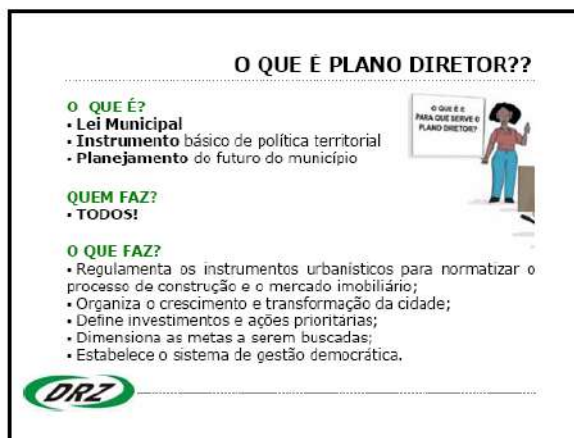 O QUE É PLANO DIRETOR??
O QUE É?
▪ Lei Municipal
▪ Instrumento básico de política territorial
▪ Planejamento do futuro do município
O QUE É E
PARA QUE SERVE O
PLANO DIRETOR?
QUEM FAZ?
▪ TODOS!
O QUE FAZ?
▪ Regulamenta os instrumentos urbanísticos para normatizar o
processo de construção e o mercado imobiliário;
▪ Organiza o crescimento e transformação da cidade;
▪ Define investimentos e ações prioritárias;
▪ Dimensiona as metas a serem buscadas;
▪ Estabelece o sistema de gestão democrática.
DRZ